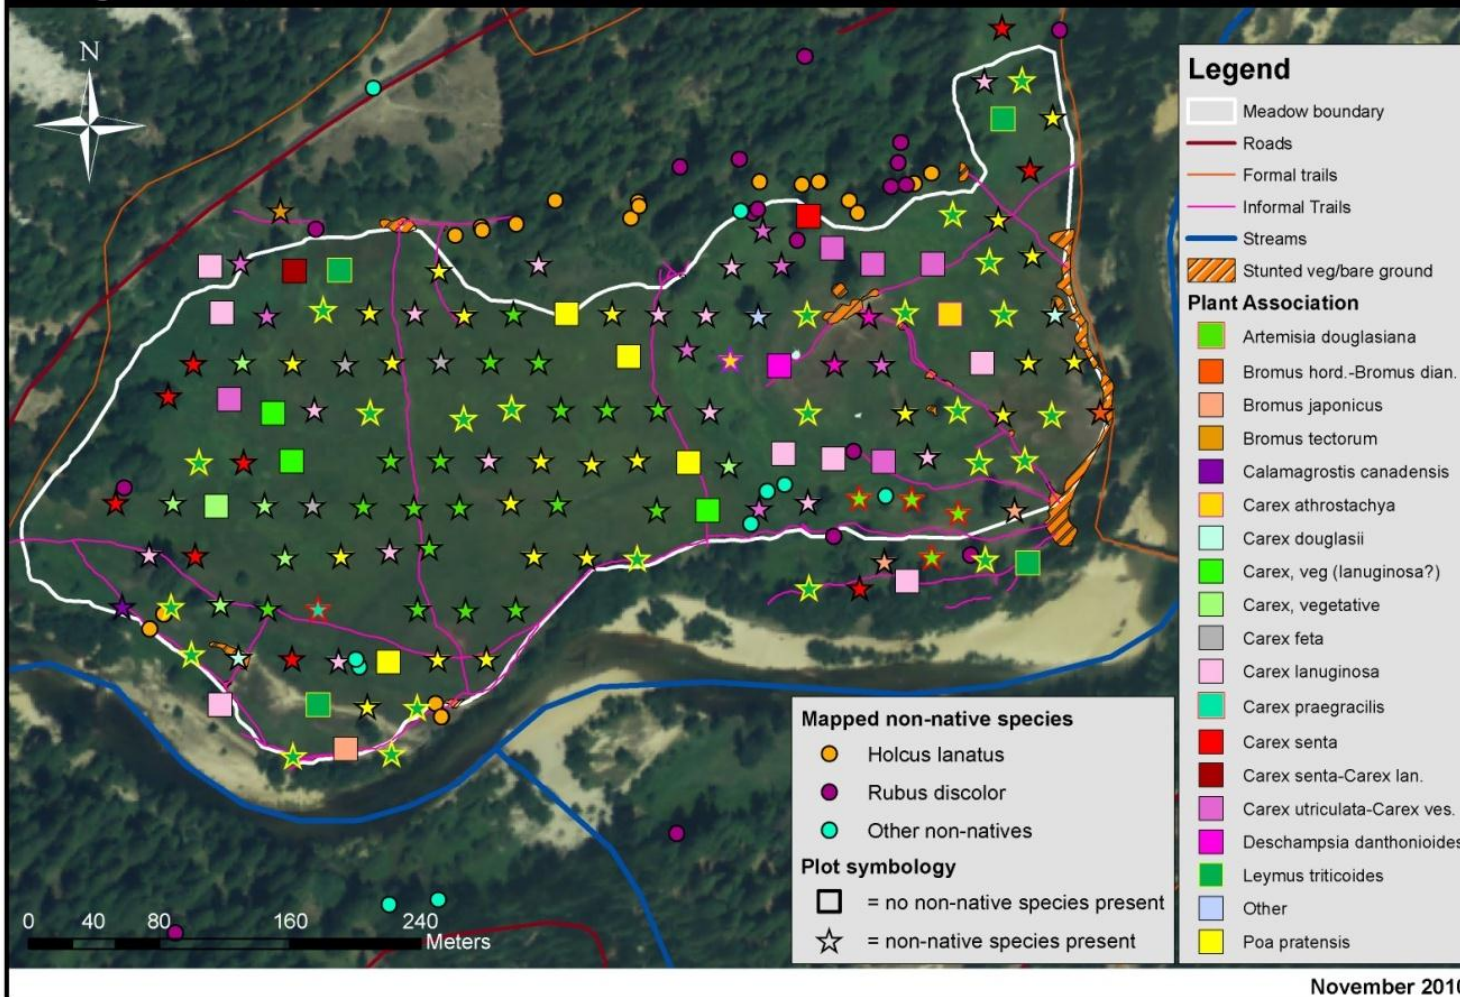 N
Legend
Meadow boundary
Roads
Formal trails
Informal Trails
Streams
Stunted veg/bare ground
Plant Association
Artemisia douglasiana
Bromus hord.-Bromus dian.
Bromus japonicus
Bromus tectorum
Calamagrostis canadensis
Carex athrostachya
Carex douglasii
Carex, veg (lanuginosa?)
Carex, vegetative
Carex feta
Carex lanuginosa
Carex praegracilis
Carex senta
Carex senta-Carex lan.
Carex utriculata-Carex ves.
Deschampsia danthonioides
Leymus triticoides
Other
Poa pratensis
Mapped non-native species
Holcus lanatus
Rubus discolor
Other non-natives
Plot symbology
= no non-native species present
= non-native species present
0 40 80 160 240
Meters
November 2010